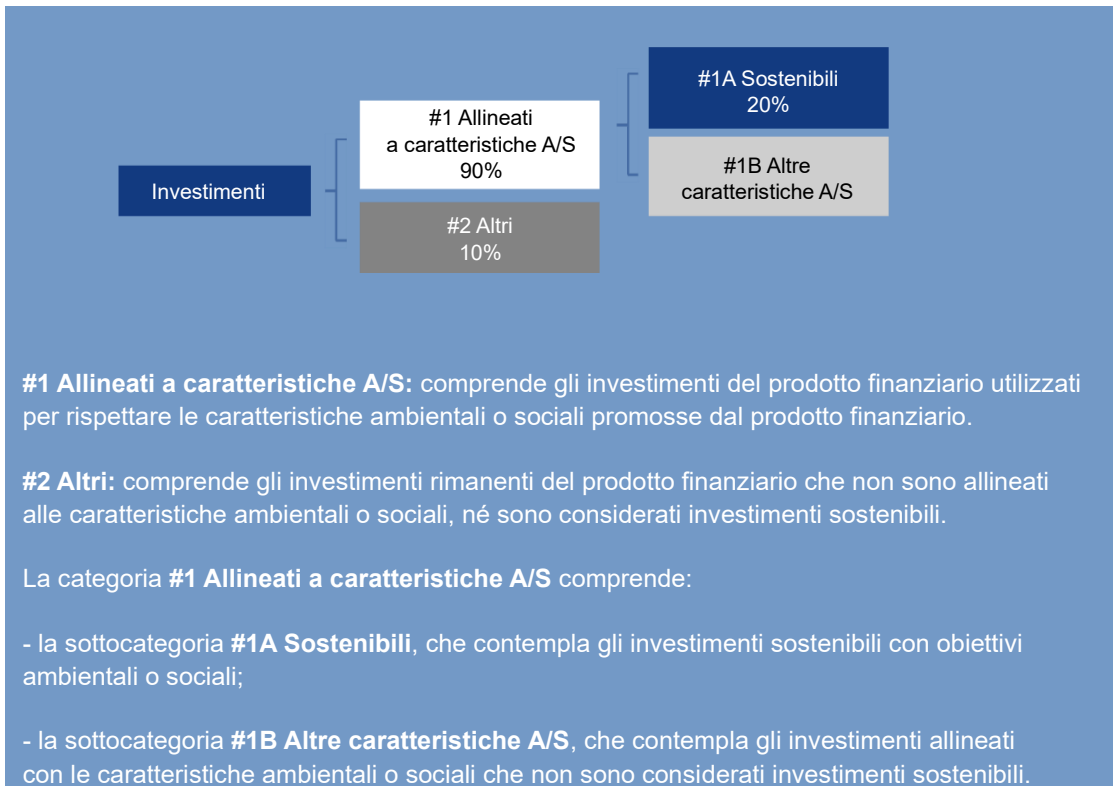 #1A Sostenibili
20%
#1 Allineati
a caratteristiche A/S
90%
#1B Altre
caratteristiche A/S
Investimenti
#2 Altri
10%
#1 Allineati a caratteristiche A/S: comprende gli investimenti del prodotto finanziario utilizzati
per rispettare le caratteristiche ambientali o sociali promosse dal prodotto finanziario.
#2 Altri: comprende gli investimenti rimanenti del prodotto finanziario che non sono allineati
alle caratteristiche ambientali o sociali, né sono considerati investimenti sostenibili.
La categoria #1 Allineati a caratteristiche A/S comprende:
- la sottocategoria #1A Sostenibili, che contempla gli investimenti sostenibili con obiettivi
ambientali o sociali;
- la sottocategoria #1B Altre caratteristiche A/S, che contempla gli investimenti allineati
con le caratteristiche ambientali o sociali che non sono considerati investimenti sostenibili.